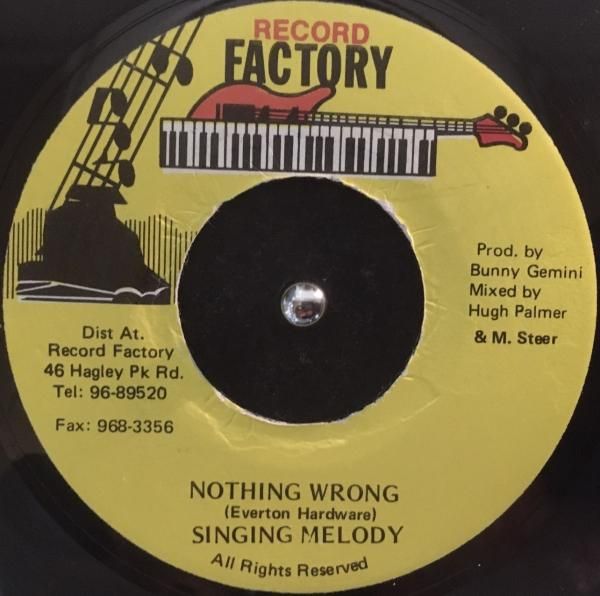 RECORD
FACTORY
Prod. by
Bunny Gemini
Mixed by
Hugh Palmer
& M. Steer
Dist At.
Record Factory
46 Hagley Pk Rd.
Tel: 96-89520
Fax: 968-3356
NOTHING WRONG
(Everton Hardware)
SINGING MELODY
All Rights Reserved